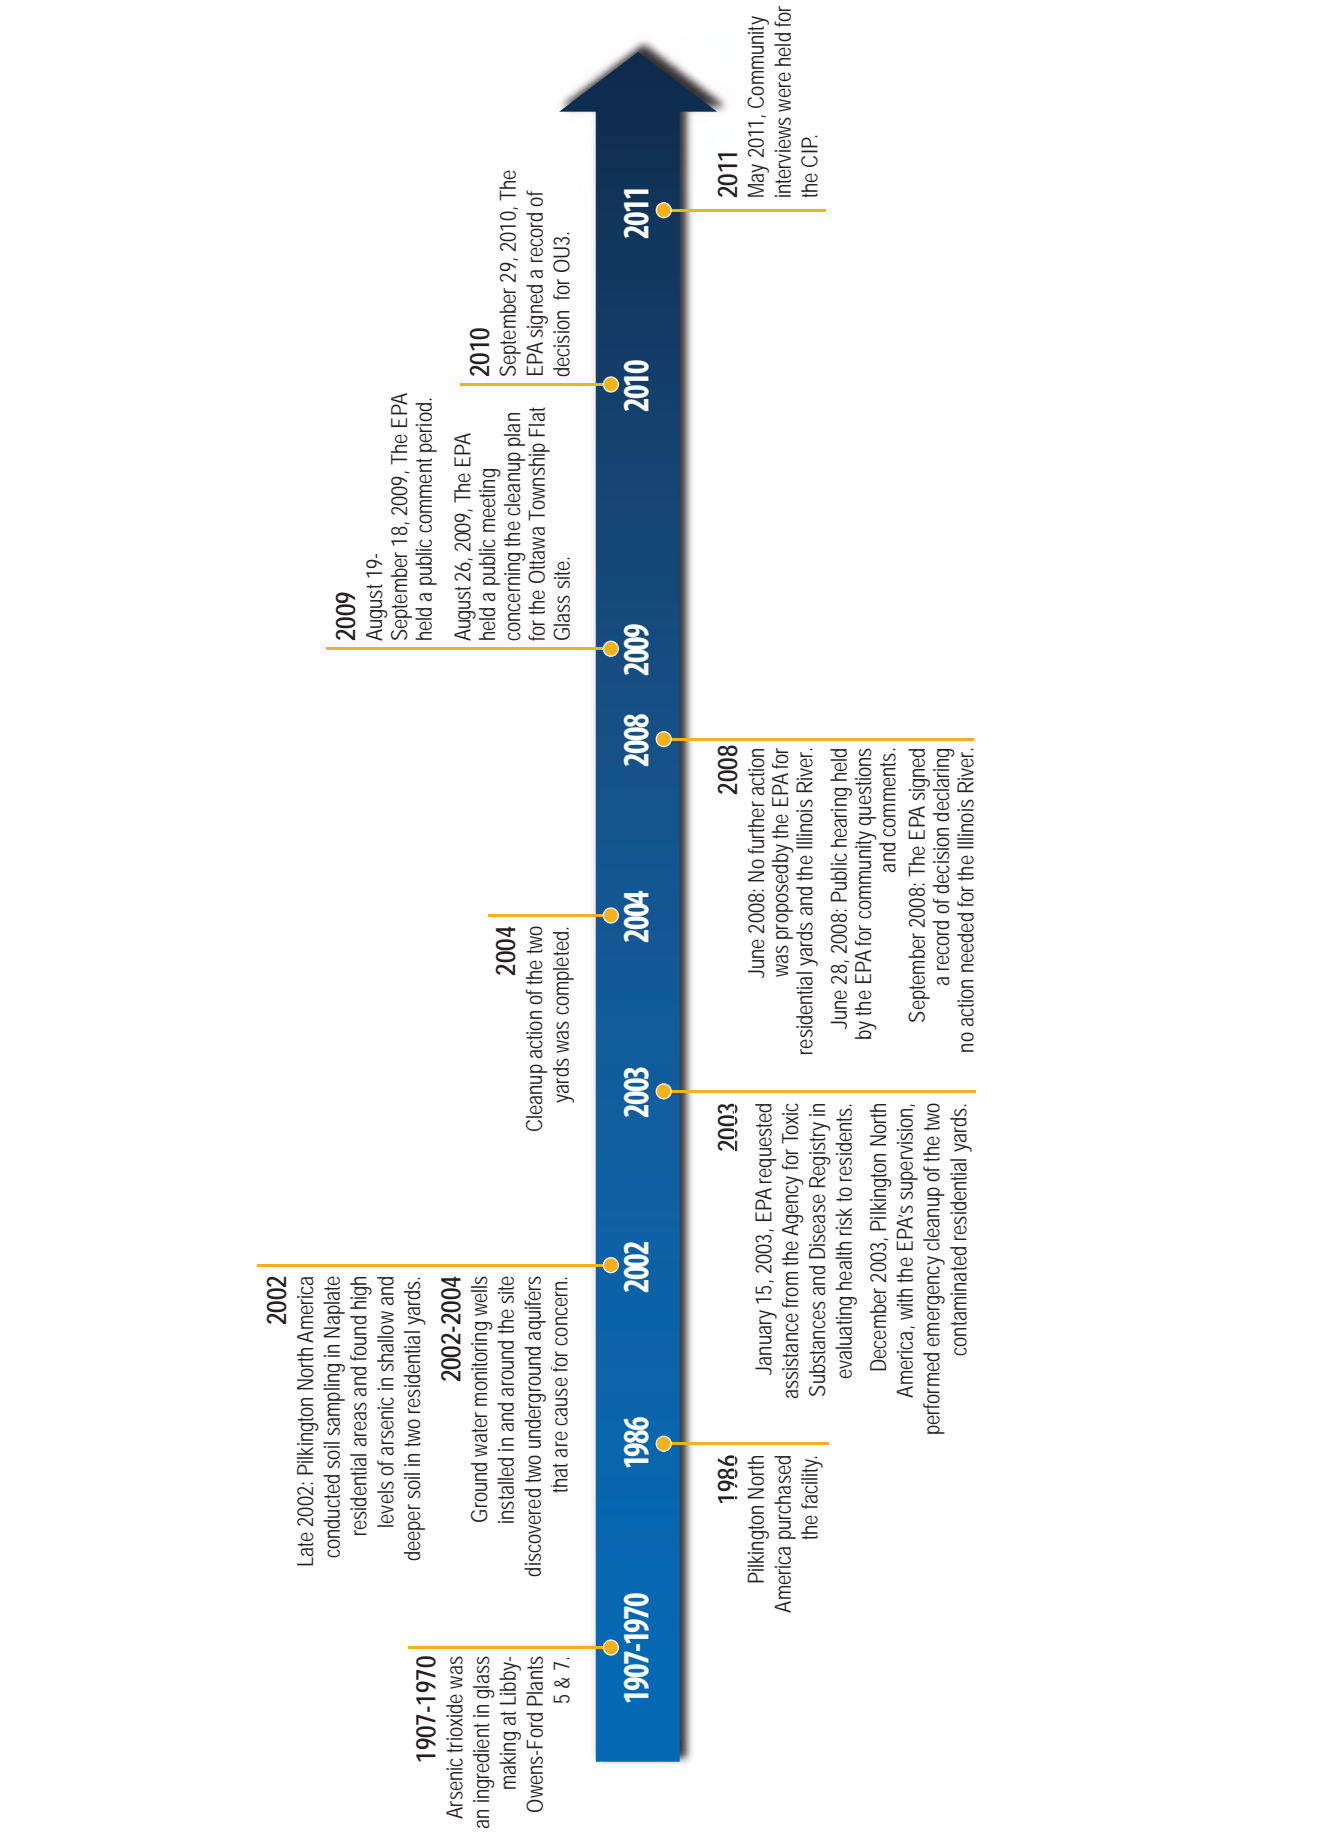 1907-1970
Arsenic trioxide was
an ingredient in glass
making at Libby-
Owens-Ford Plants
5 & 7.
1986
Pilkington North
America purchased
the facility.
2002
Late 2002: Pilkington North America
conducted soil sampling in Naplate
residential areas and found high
levels of arsenic in shallow and
deeper soil in two residential yards.
2002-2004
Ground water monitoring wells
installed in and around the site
discovered two underground aquifers
that are cause for concern.
2003
January 15, 2003, EPA requested
assistance from the Agency for Toxic
Substances and Disease Registry in
evaluating health risk to residents.
December 2003, Pilkington North
America, with the EPA's supervision,
performed emergency cleanup of the two
contaminated residential yards.
2004
Cleanup action of the two
yards was completed.
2008
June 2008: No further action
was proposedby the EPA for
residential yards and the Illinois River.
June 28, 2008: Public hearing held
by the EPA for community questions
and comments.
September 2008: The EPA signed
a record of decision declaring
no action needed for the Illinois River.
2009
August 19-
September 18, 2009, The EPA
held a public comment period.
August 26, 2009, The EPA
held a public meeting
concerning the cleanup plan
for the Ottawa Township Flat
Glass site.
2010
September 29, 2010, The
EPA signed a record of
decision for OU3.
2011
May 2011, Community
interviews were held for
the CIP.
1907-1970
1986
2002
2003
2004
2008
2009
2010
2011